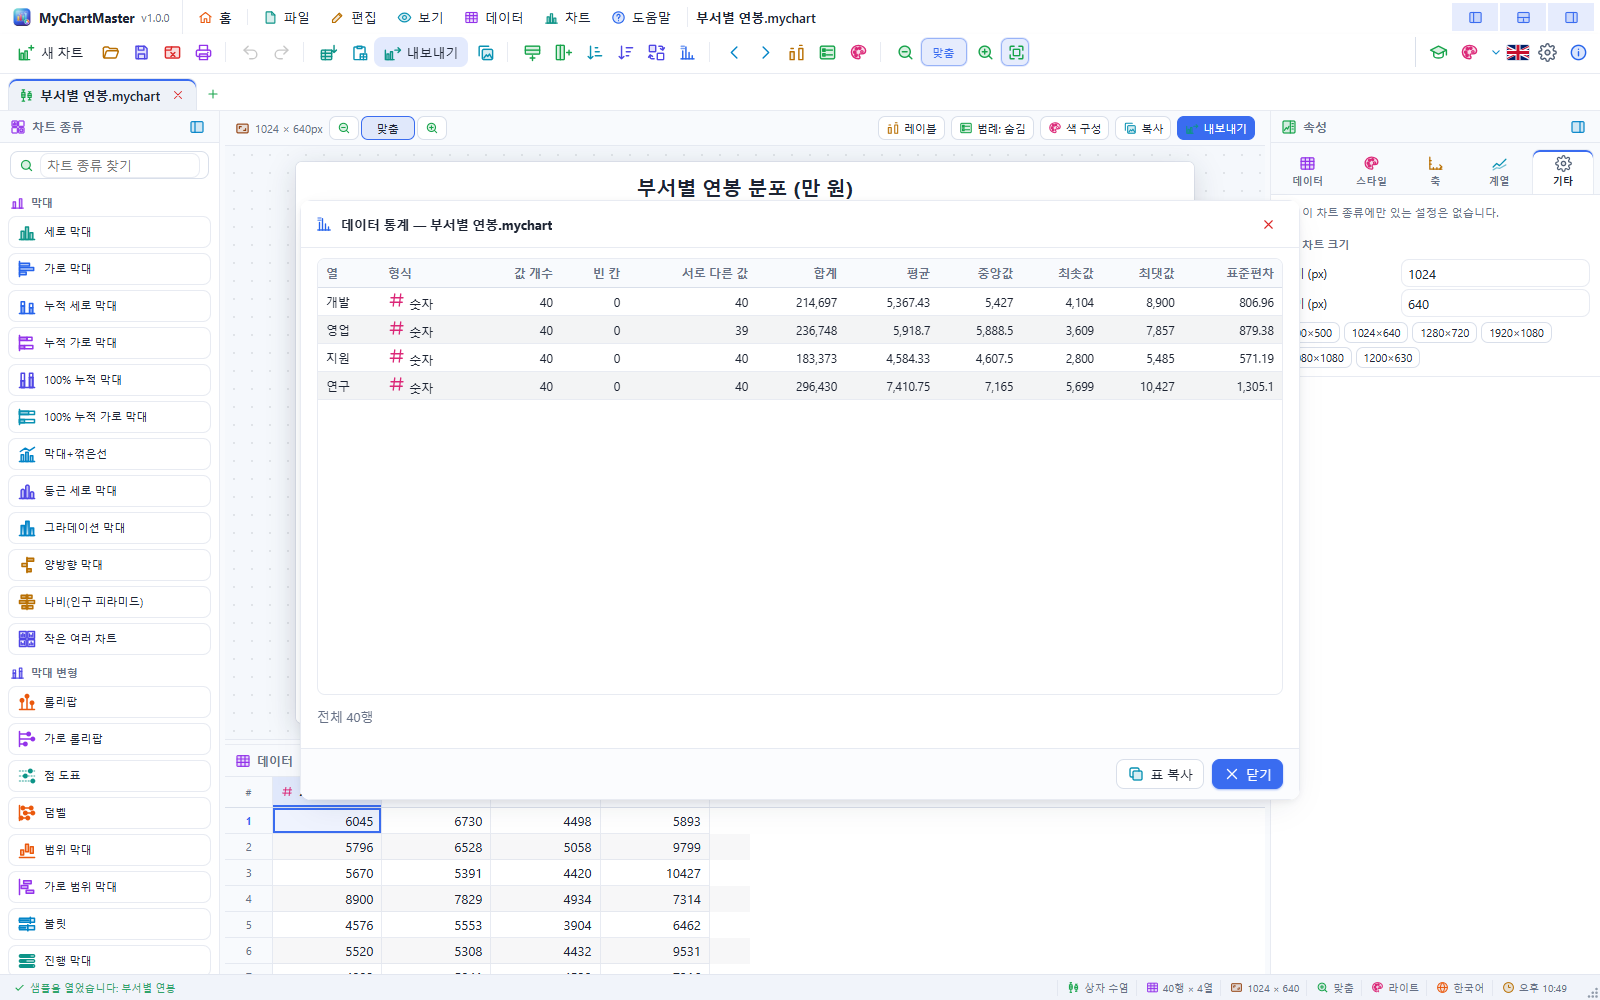 MyChartMaster v1.0.0 홈 파일 편집 보기 데이터 차트 도움말 부서별 연봉.mychart
새 차트 내보내기 맞춤
부서별 연봉.mychart
차트 종류
1024 × 640px 맞춤 레이블 범례: 숨김 색 구성 복사 내보내기
속성
차트 종류 찾기
데이터 스타일 축 계열 기타
막대
세로 막대
가로 막대
누적 세로 막대
누적 가로 막대
100% 누적 막대
100% 누적 가로 막대
막대+꺾은선
둥근 세로 막대
그라데이션 막대
양방향 막대
나비(인구 피라미드)
작은 여러 차트
막대 변형
롤리팝
가로 롤리팝
점 도표
덤벨
범위 막대
가로 범위 막대
불릿
진행 막대
부서별 연봉 분포 (만 원)
데이터 통계 — 부서별 연봉.mychart
열 형식 값 개수 빈 칸 서로 다른 값 합계 평균 중앙값 최솟값 최댓값 표준편차
개발 숫자 40 0 40 214,697 5,367.43 5,427 4,104 8,900 806.96
영업 숫자 40 0 39 236,748 5,918.7 5,888.5 3,609 7,857 879.38
지원 숫자 40 0 40 183,373 4,584.33 4,607.5 2,800 5,485 571.19
연구 숫자 40 0 40 296,430 7,410.75 7,165 5,699 10,427 1,305.1
전체 40행
표 복사 닫기
이 차트 종류에만 있는 설정은 없습니다.
차트 크기
(px) 1024
(px) 640
0×500 1024×640 1280×720 1920×1080
80×1080 1200×630
데이터
#
1 6045 6730 4498 5893
2 5796 6528 5058 9799
3 5670 5391 4420 10427
4 8900 7829 4934 7314
5 4576 5553 3904 6462
6 5520 5308 4432 9531
샘플을 열었습니다: 부서별 연봉
상자 수염 40행 × 4열 1024 × 640 맞춤 라이트 한국어 오후 10:49